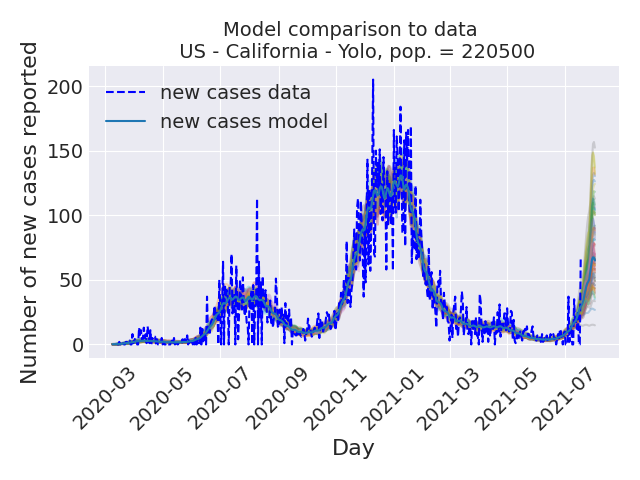 Model comparison to data
US - California - Yolo, pop. = 220500
new cases data
new cases model
Number of new cases reported
200
150
100
50
0
2020-03
2020-05
2020-07
2020-09
2020-11
2021-01
2021-03
2021-05
2021-07
Day